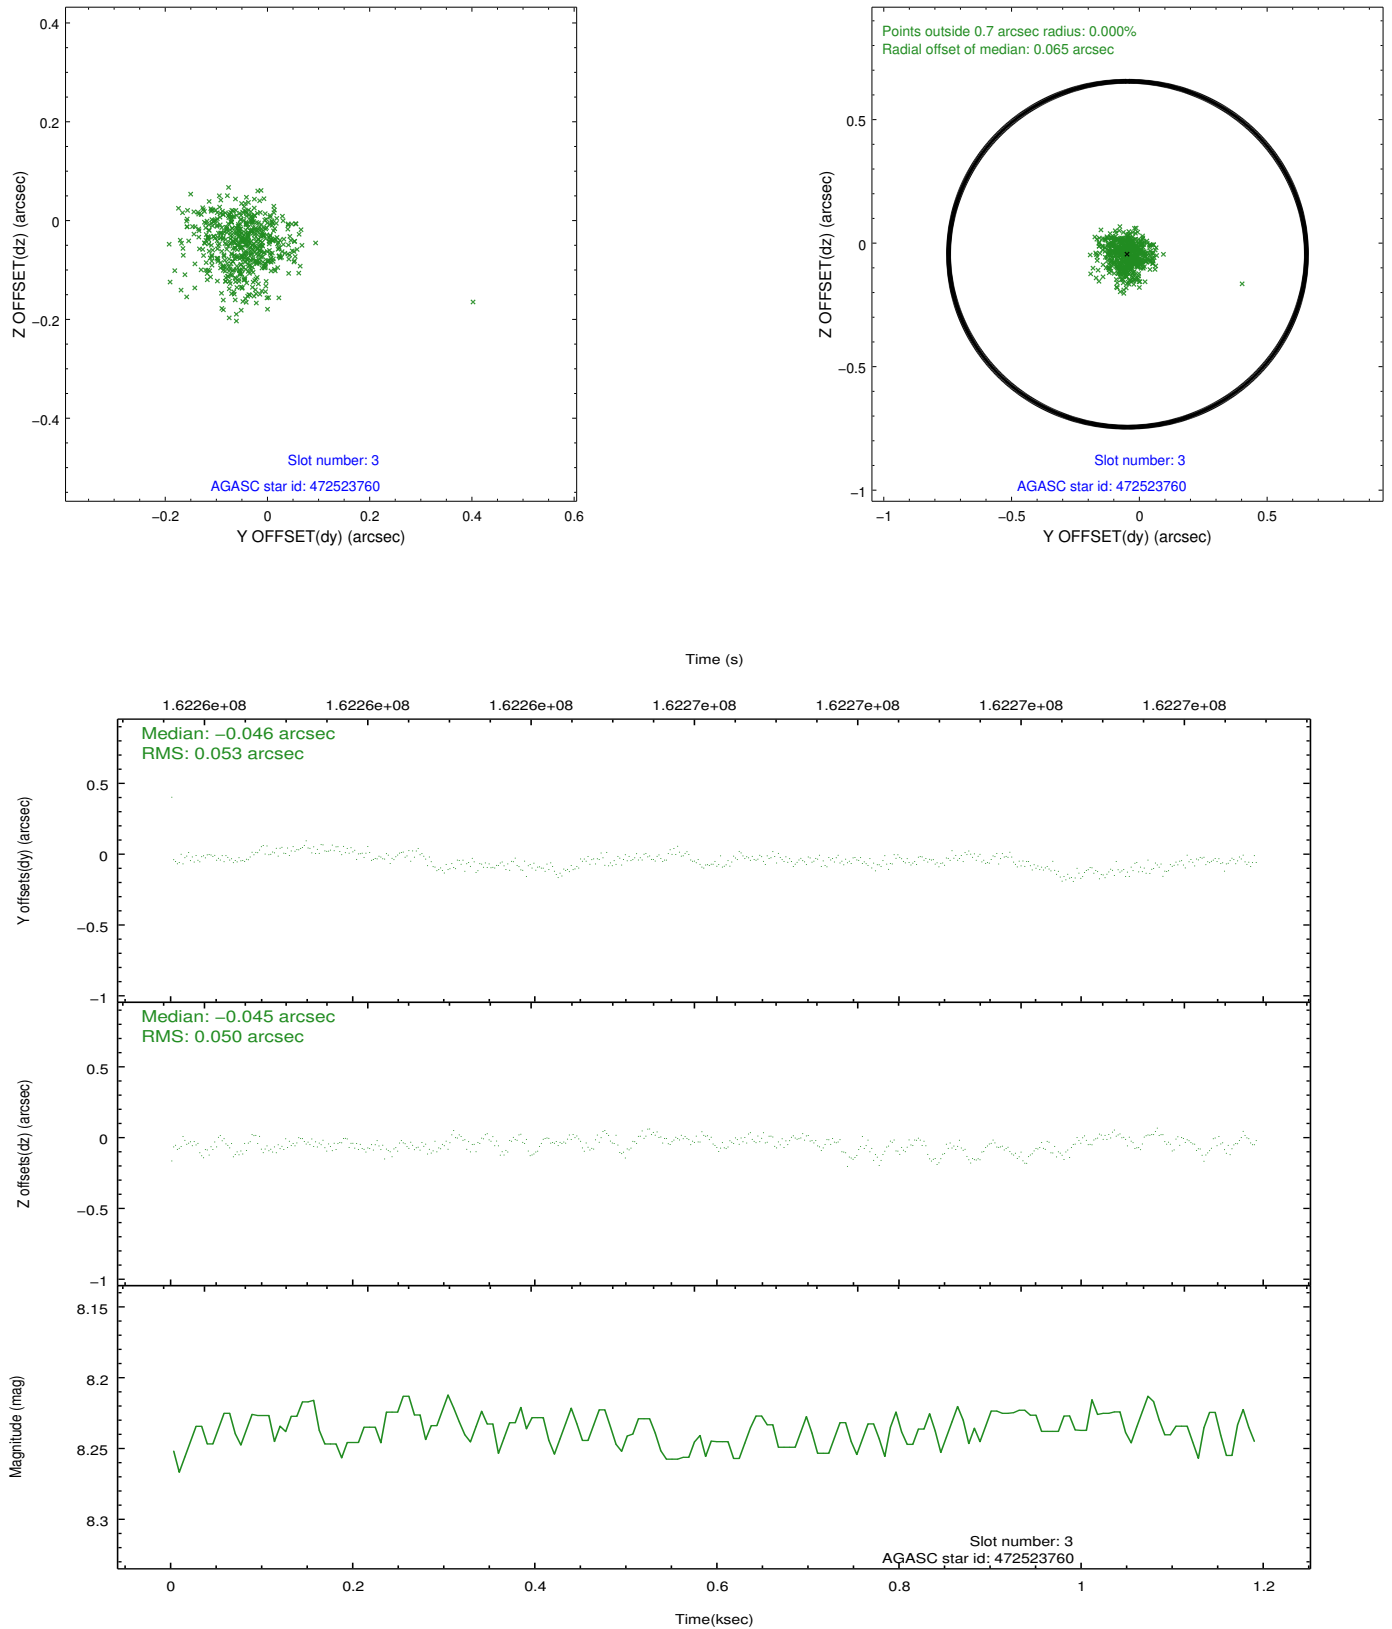 0.4
0.2
0
−0.2
−0.4
Z OFFSET(dz) (arcsec)
Slot number: 3
AGASC star id: 472523760
−0.2
0
0.2
0.4
0.6
Y OFFSET(dy) (arcsec)
Points outside 0.7 arcsec radius: 0.000%
Radial offset of median: 0.065 arcsec
0.5
0
−0.5
−1
Z OFFSET(dz) (arcsec)
Slot number: 3
AGASC star id: 472523760
−1
−0.5
0
0.5
Y OFFSET(dy) (arcsec)
Time (s)
1.6226e+08
1.6226e+08
1.6226e+08
1.6227e+08
1.6227e+08
1.6227e+08
1.6227e+08
Median: −0.046 arcsec
RMS: 0.053 arcsec
0.5
0
−0.5
−1
Y offsets(dy) (arcsec)
Median: −0.045 arcsec
RMS: 0.050 arcsec
0.5
0
−0.5
−1
Z offsets(dz) (arcsec)
8.15
8.2
8.25
8.3
Magnitude (mag)
Slot number: 3
AGASC star id: 472523760
0
0.2
0.4
0.6
0.8
1
1.2
Time(ksec)